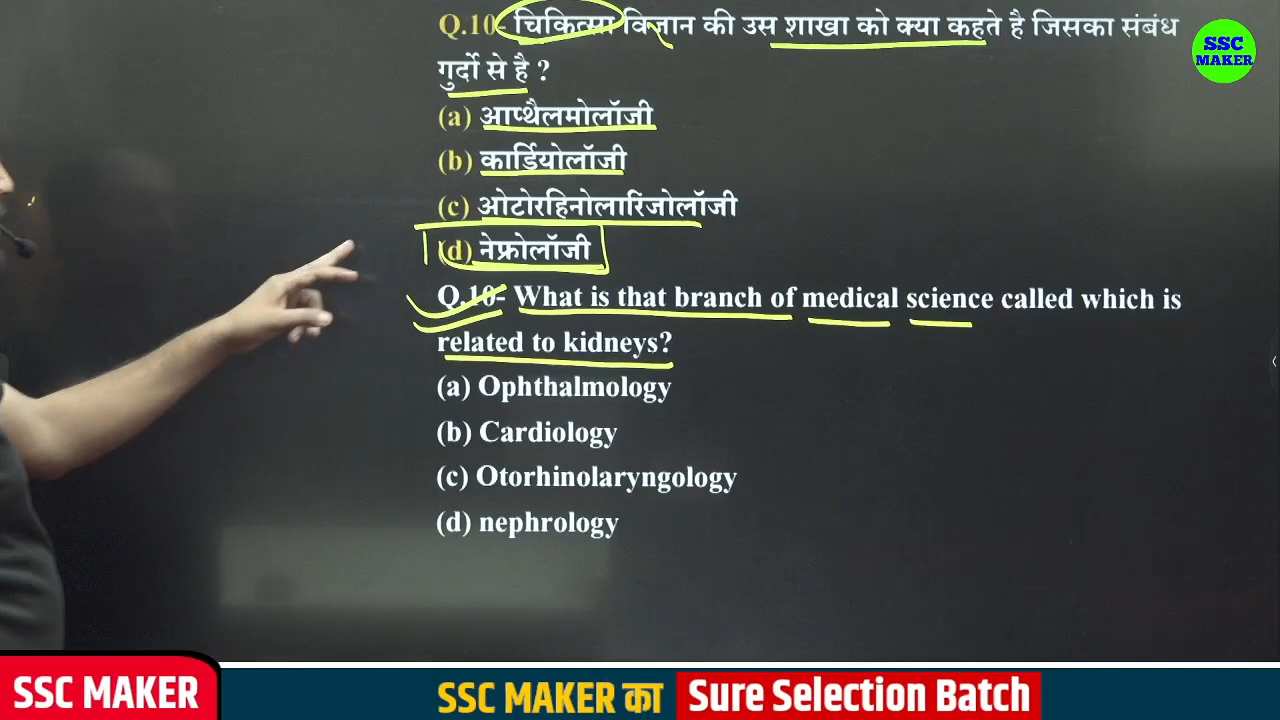 Q.10- चिकित्सा विज्ञान की उस शाखा को क्या कहते है जिसका संबंध
SSC
MAKER
गुर्दो से है ?
(a) आप्थैलमोलॉजी
(b) कार्डियोलॉजी
(c) ओटोरहिनोलारिंजोलॉजी
(d) नेफ्रोलॉजी
Q.10- What is that branch of medical science called which is
related to kidneys?
(a) Ophthalmology
(b) Cardiology
(c) Otorhinolaryngology
(d) nephrology
SSC MAKER
SSC MAKER का Sure Selection Batch